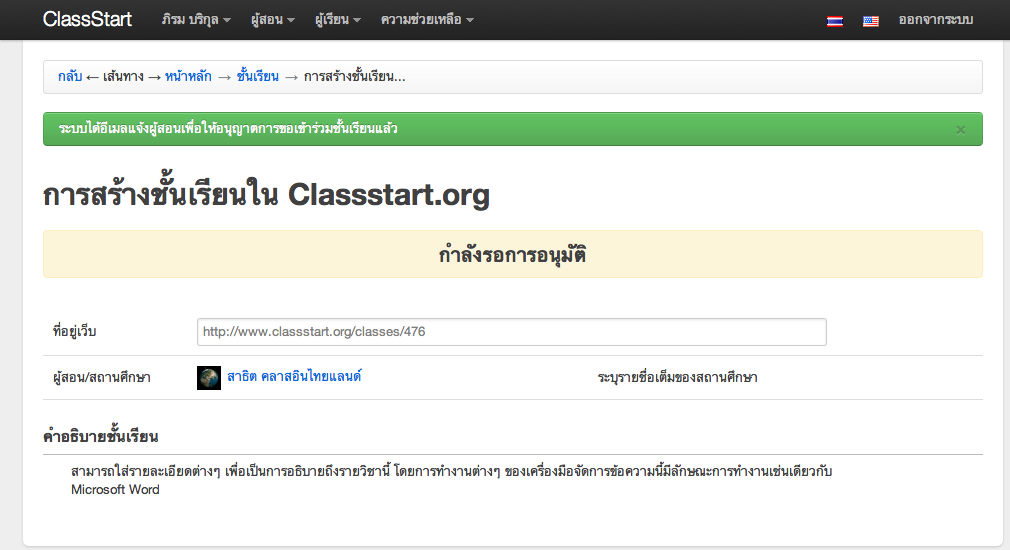 ClassStart ภิรม บริกุล ผู้สอน ผู้เรียน ความช่วยเหลือ ออกจากระบบ
กลับ ← เส้นทาง → หน้าหลัก → ชั้นเรียน → การสร้างชั้นเรียน...
ระบบได้อีเมลแจ้งผู้สอนเพื่อให้อนุญาตการขอเข้าร่วมชั้นเรียนแล้ว ×
การสร้างชั้นเรียนใน Classstart.org
กำลังรอการอนุมัติ
ที่อยู่เว็บ http://www.classstart.org/classes/476
ผู้สอน/สถานศึกษา สาธิต คลาสอินไทยแลนด์ ระบุรายชื่อเต็มของสถานศึกษา
คำอธิบายชั้นเรียน
สามารถใส่รายละเอียดต่างๆ เพื่อเป็นการอธิบายถึงรายวิชานี้ โดยการทำงานต่างๆ ของเครื่องมือจัดการข้อความนี้มีลักษณะการทำงานเช่นเดียวกับ
Microsoft Word